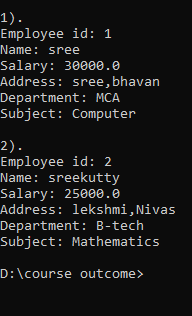 1).
Employee id: 1
Name: sree
Salary: 30000.0
Address: sree,bhavan
Department: MCA
Subject: Computer
2).
Employee id: 2
Name: sreekutty
Salary: 25000.0
Address: lekshmi,Nivas
Department: B-tech
Subject: Mathematics
D:\course outcome>